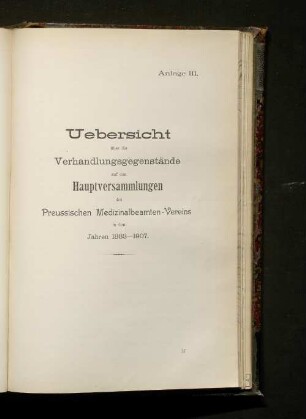 Anlage III.
Uebersicht
über die
Verhandlungsgegenstände
auf den
Hauptversammlungen
des
Preussischen Medizinalbeamten-Vereins
in den
Jahren 1883–1907.